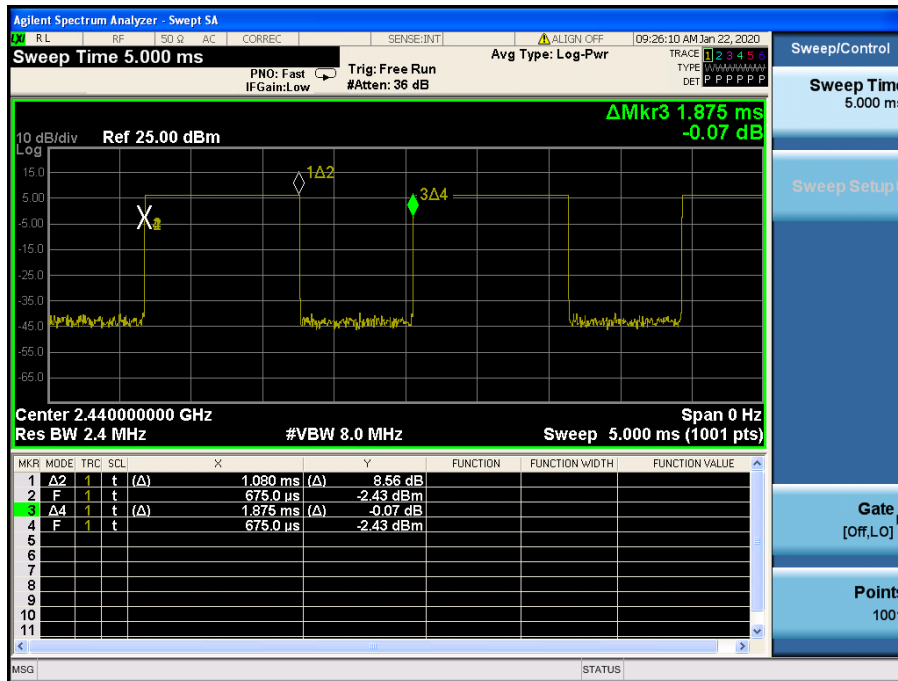 Agilent Spectrum Analyzer - Swept SA
LXI RL RF 50 Ω AC CORREC SENSE:INT ALIGN OFF 09:26:10 AM Jan 22, 2020
Sweep Time 5.000 ms
PNO: Fast
IFGain:Low
Trig: Free Run
#Atten: 36 dB
Avg Type: Log-Pwr
TRACE 1 2 3 4 5 6
TYPE
DET P P P P P P
ΔMkr3 1.875 ms
-0.07 dB
10 dB/div Ref 25.00 dBm
Log
15.0
5.00
-5.00
-15.0
-25.0
-35.0
-45.0
-55.0
-65.0
1Δ2
3Δ4
Center 2.440000000 GHz Span 0 Hz
Res BW 2.4 MHz #VBW 8.0 MHz Sweep 5.000 ms (1001 pts)
MKR MODE TRC SCL X Y FUNCTION FUNCTION WIDTH FUNCTION VALUE
1 Δ2 1 t (Δ) 1.080 ms (Δ) 8.56 dB
2 F 1 t 675.0 µs -2.43 dBm
3 Δ4 1 t (Δ) 1.875 ms (Δ) -0.07 dB
4 F 1 t 675.0 µs -2.43 dBm
5
6
7
8
9
10
11
MSG STATUS
Sweep/Control
Sweep Time
5.000 ms
Sweep Setup
Gate
[Off,LO]
Points
1001